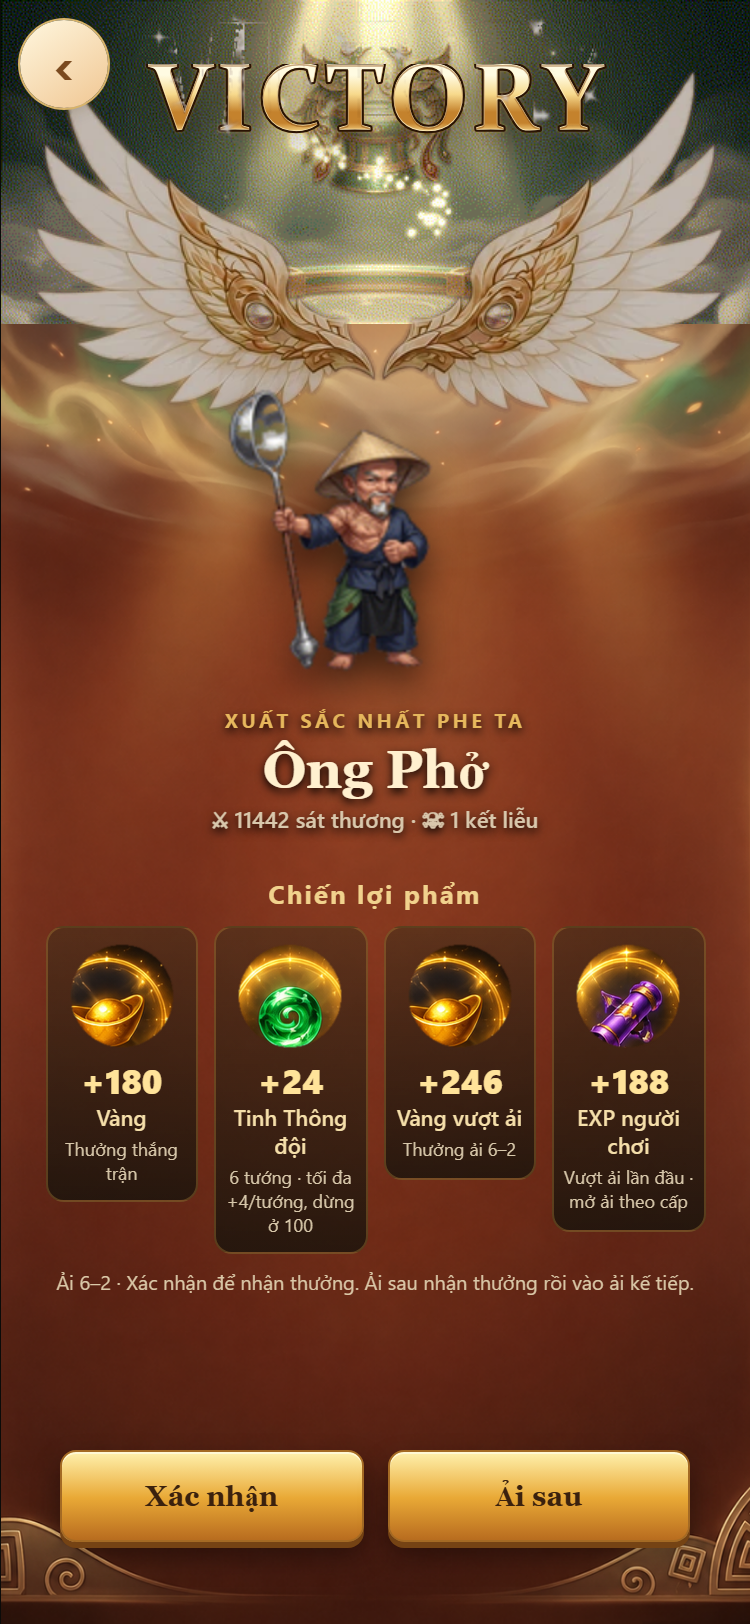 VICTORY
XUẤT SẮC NHẤT PHE TA
Ông Phở
11442 sát thương · 1 kết liễu
Chiến lợi phẩm
+180
Vàng
Thưởng thắng
trận
+24
Tinh Thông
đội
6 tướng · tối đa
+4/tướng, dừng
ở 100
+246
Vàng vượt ải
Thưởng ải 6–2
+188
EXP người
chơi
Vượt ải lần đầu ·
mở ải theo cấp
Ải 6–2 · Xác nhận để nhận thưởng. Ải sau nhận thưởng rồi vào ải kế tiếp.
Xác nhận
Ải sau